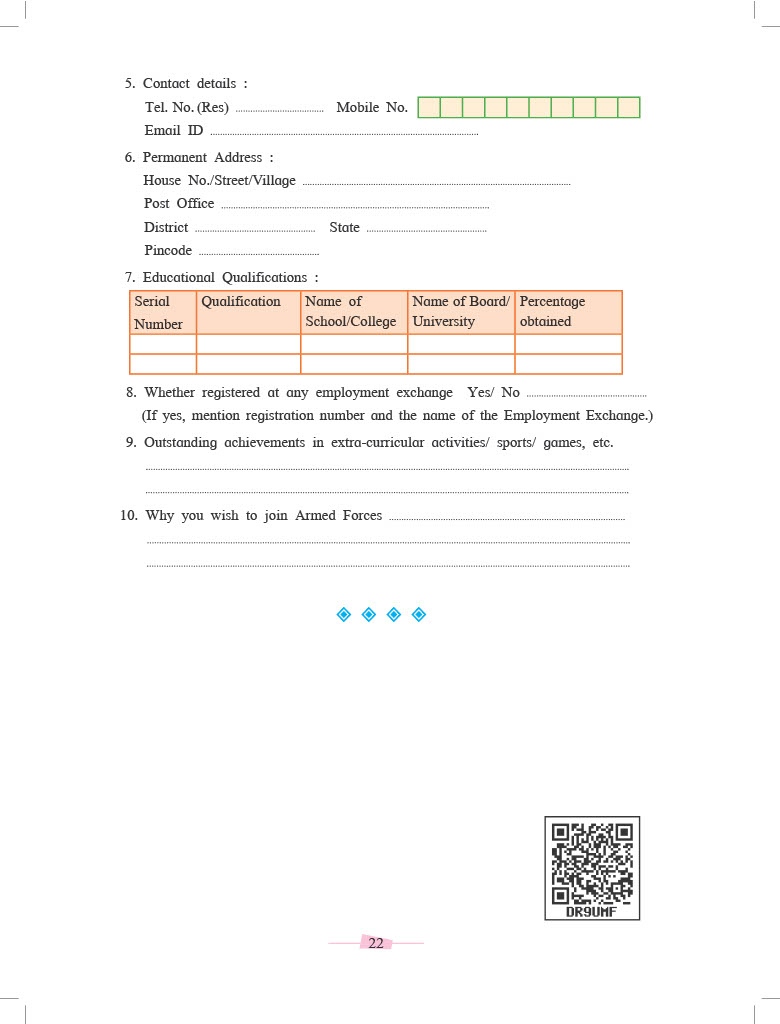 5. Contact details :
Tel. No. (Res) ................................... Mobile No.
Email ID ..........................................................................................................
6. Permanent Address :
House No./Street/Village ..........................................................................................................
Post Office ..........................................................................................................
District ................................................ State ................................................
Pincode ................................................
7. Educational Qualifications :
Serial Number | Qualification | Name of School/College | Name of Board/ University | Percentage obtained
8. Whether registered at any employment exchange Yes/ No ................................................
(If yes, mention registration number and the name of the Employment Exchange.)
9. Outstanding achievements in extra-curricular activities/ sports/ games, etc.
................................................................................................
................................................................................................
10. Why you wish to join Armed Forces ................................................
................................................................................................
................................................................................................
DR9UMF
22